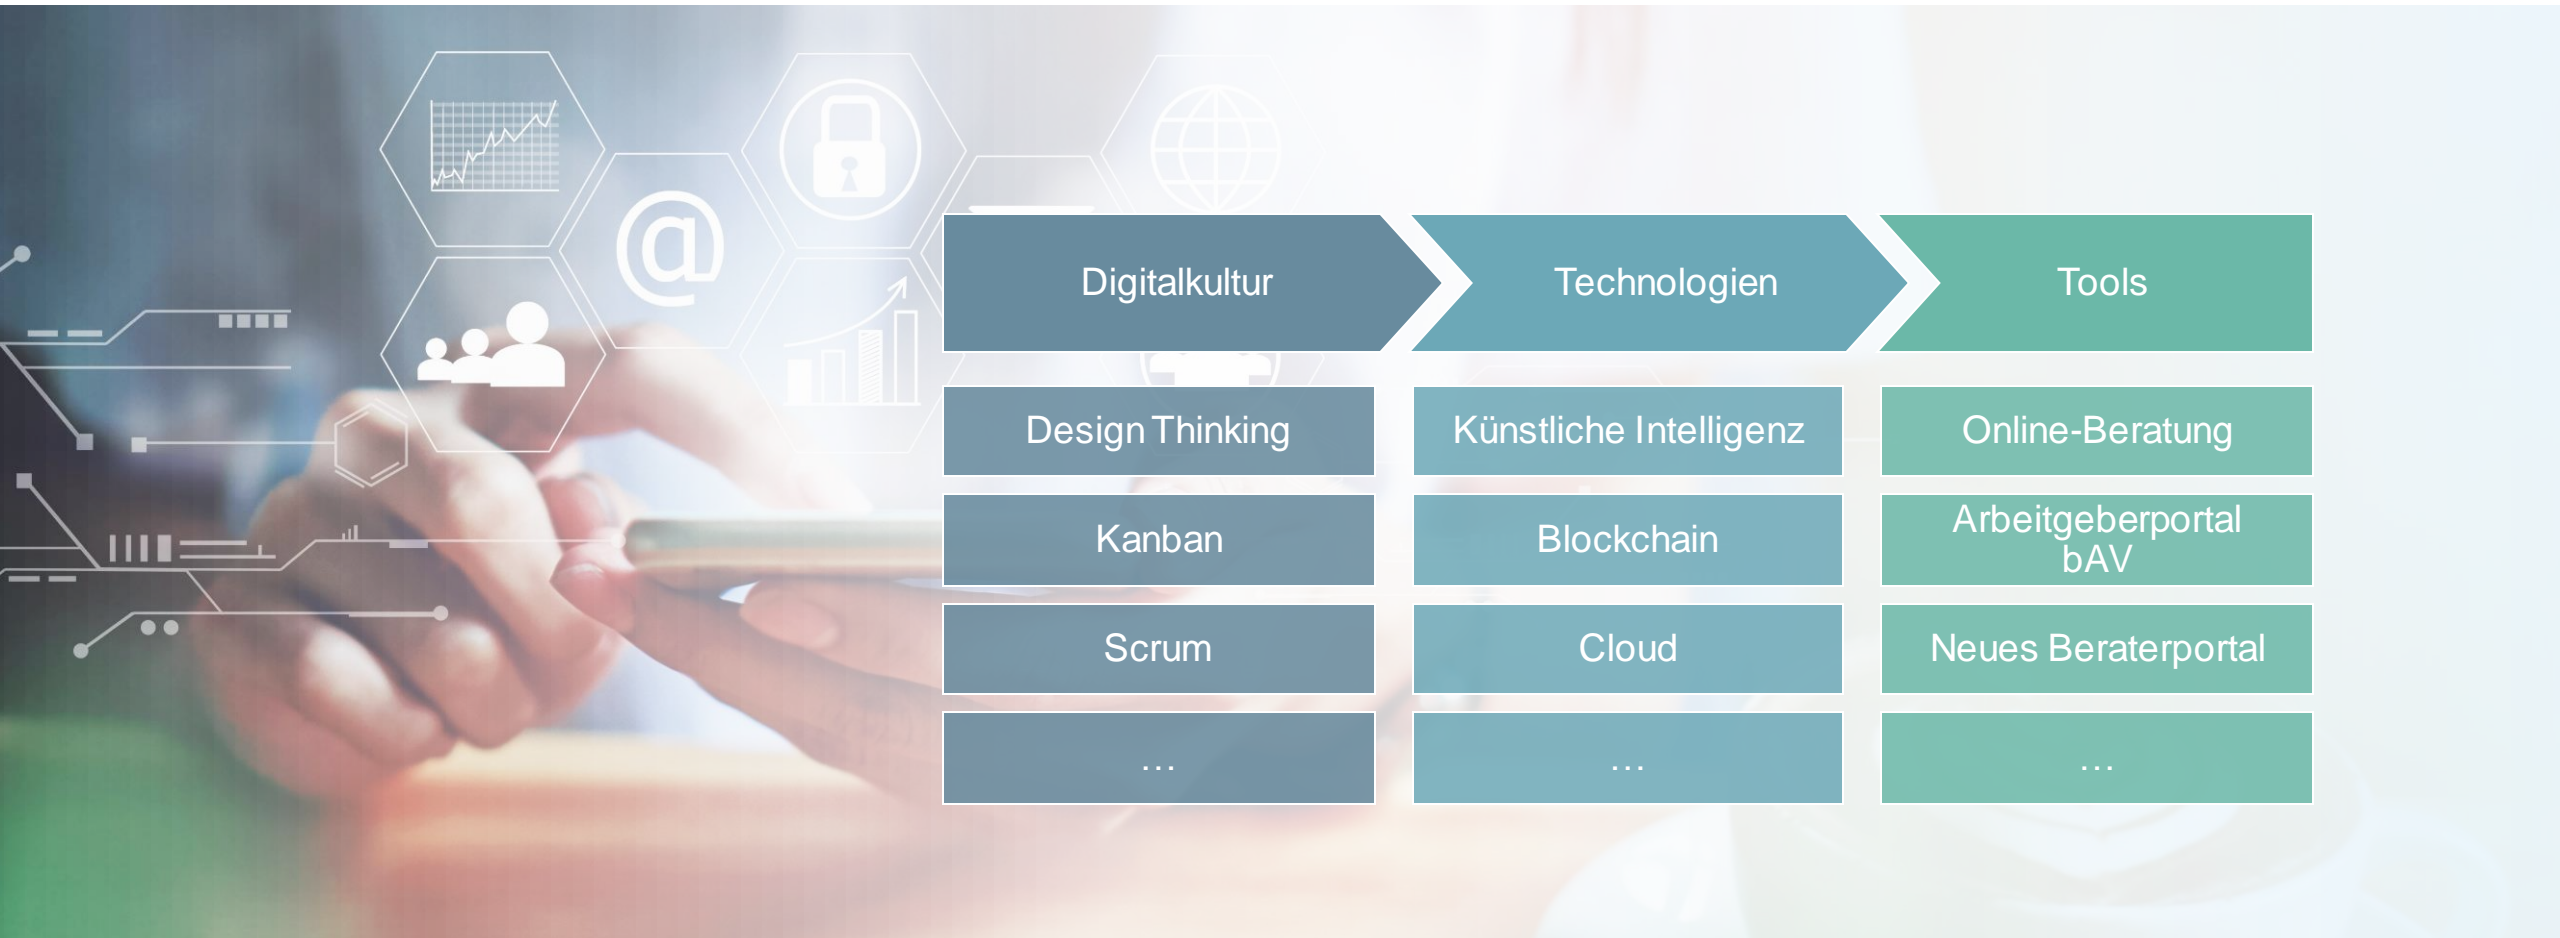 @
Digitalkultur
Technologien
Tools
Design Thinking
Künstliche Intelligenz
Online-Beratung
Kanban
Blockchain
Arbeitgeberportal
bAV
Scrum
Cloud
Neues Beraterportal
…
…
…